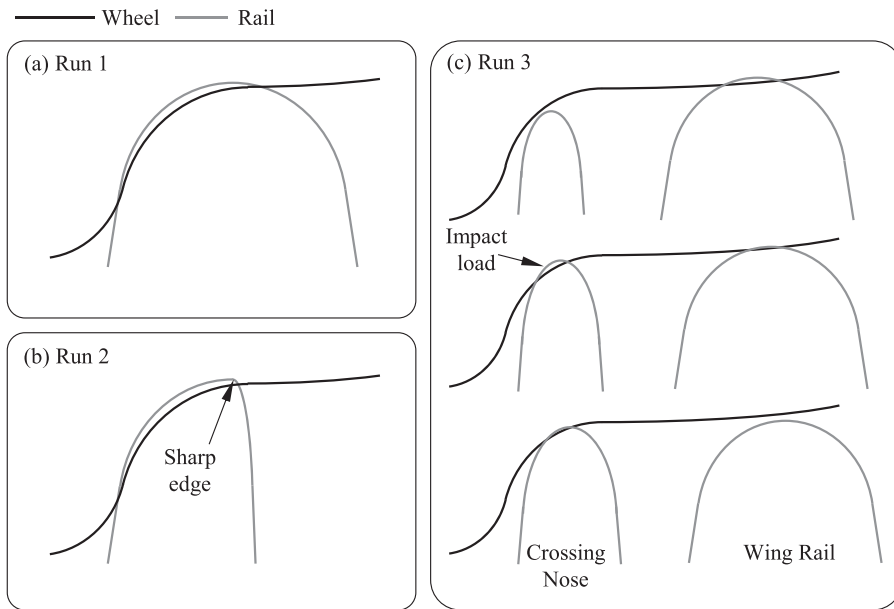 Wheel Rail
(a) Run 1
(b) Run 2
Sharp
edge
(c) Run 3
Impact
load
Crossing
Nose
Wing Rail